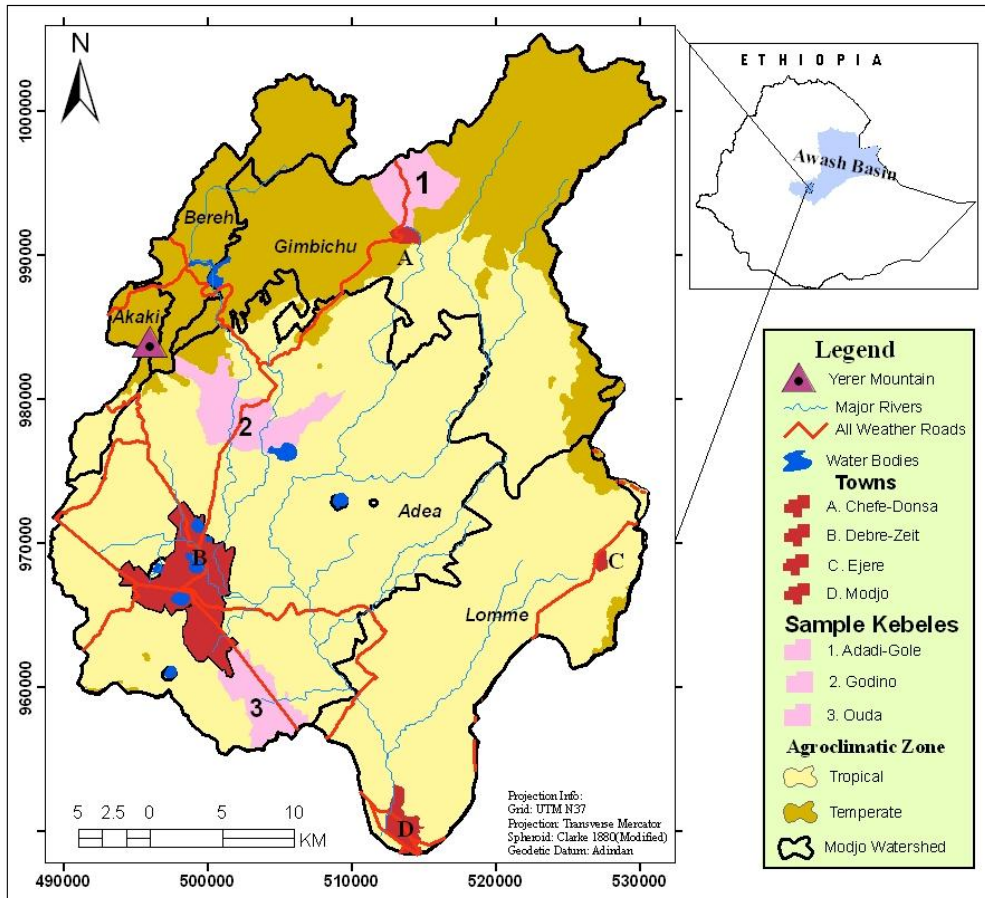 N
1000000
990000
980000
970000
960000
490000
500000
510000
520000
530000
Bereh
Gimbichu
Akaki
Adea
Lomme
1
2
3
A
B
C
D
5 2.5 0 5 10
KM
Projection Info:
Grid: UTM N37
Projection: Transverse Mercator
Spheroid: Clarke 1880(Modified)
Geodetic Datum: Adindan
ETHIOPIA
Awash Basin
Legend
Yerer Mountain
Major Rivers
All Weather Roads
Water Bodies
Towns
A. Chefe-Donsa
B. Debre-Zeit
C. Ejere
D. Modjo
Sample Kebeles
1. Adadi-Gole
2. Godino
3. Ouda
Agroclimatic Zone
Tropical
Temperate
Modjo Watershed